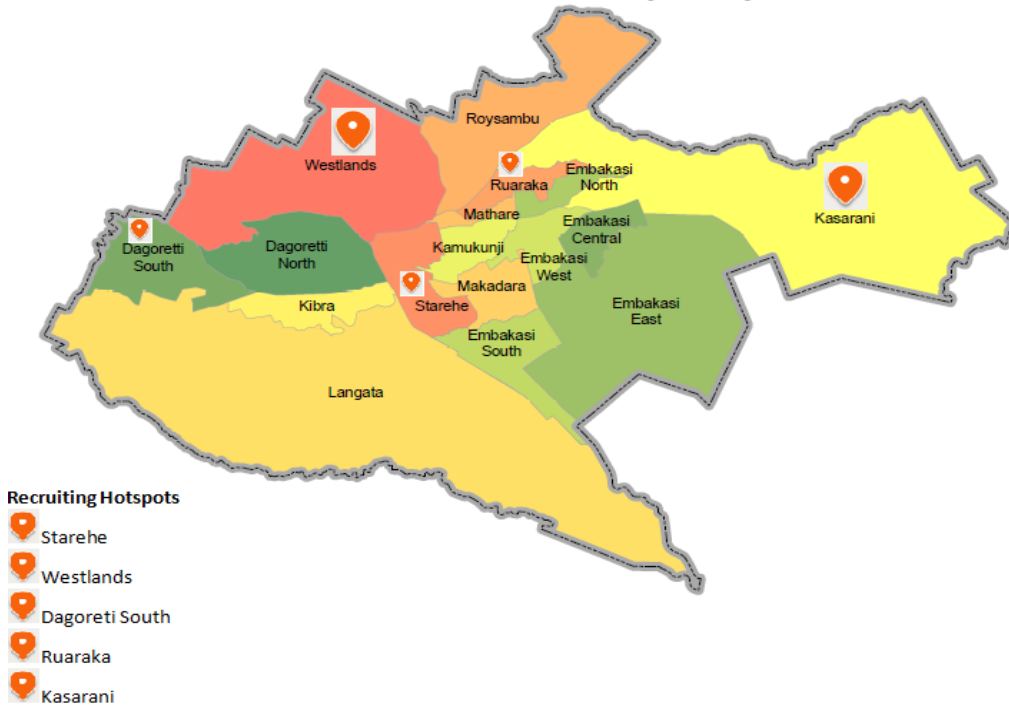 Roysambu
Westlands
Ruaraka
Embakasi
North
Kasarani
Mathare
Dagoretti
South
Dagoretti
North
Kamukunji
Embakasi
Central
Embakasi
West
Makadara
Kibra
Starehe
Embakasi
East
Embakasi
South
Langata
Recruiting Hotspots
Starehe
Westlands
Dagoreti South
Ruaraka
Kasarani